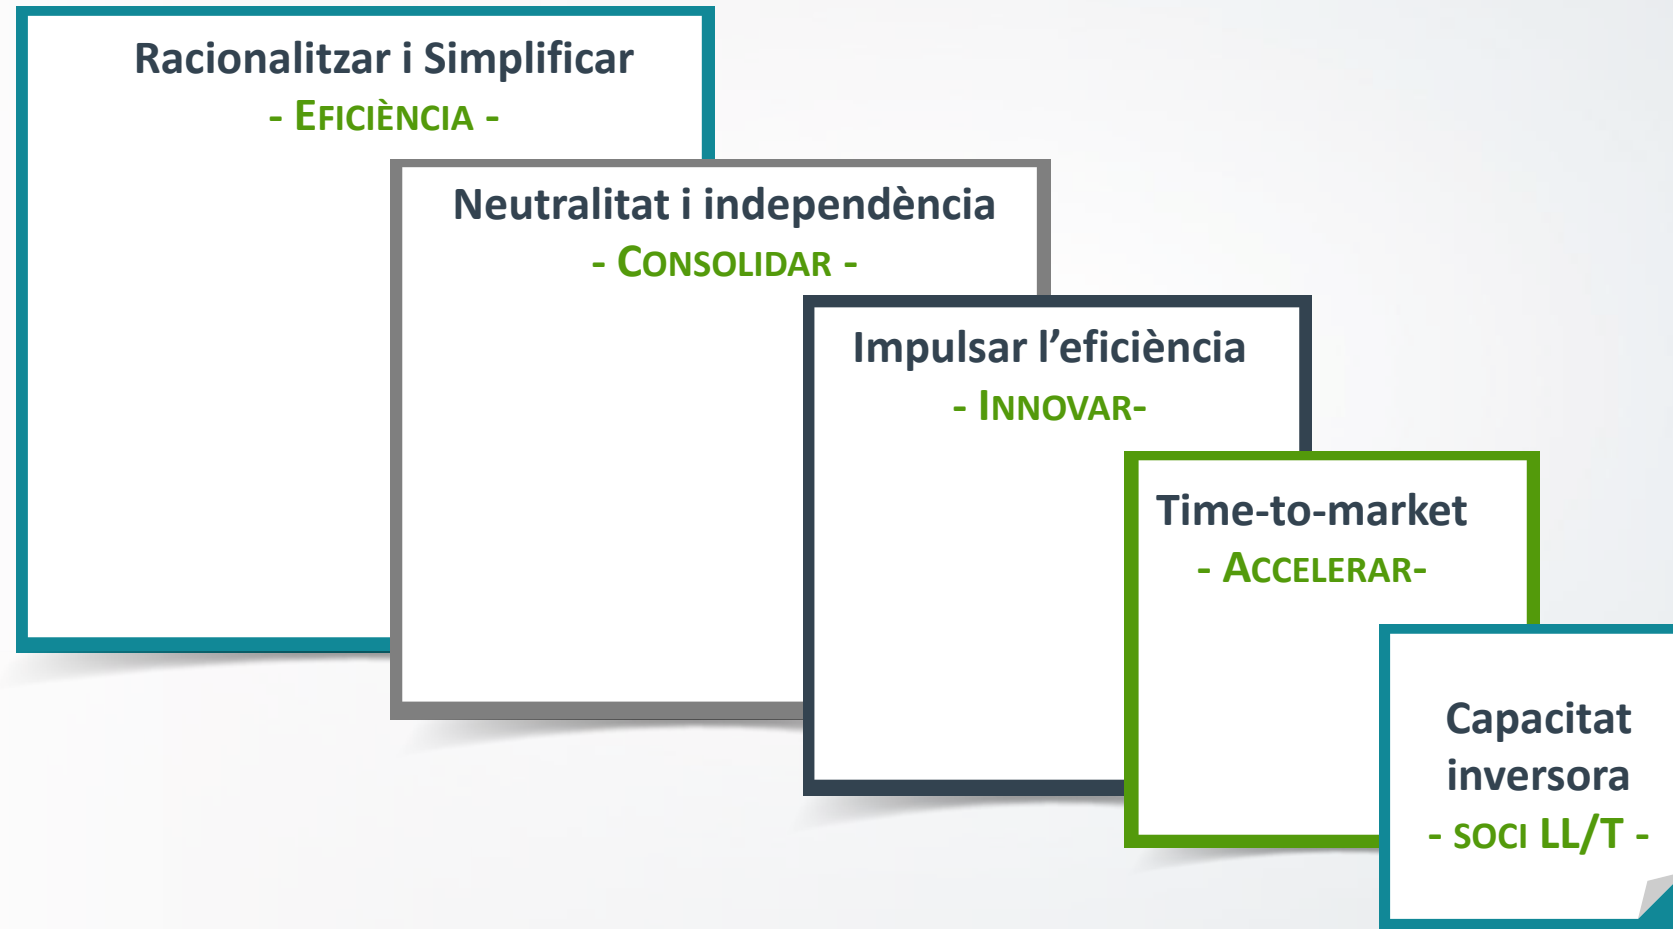 Racionalitzar i Simplificar
- EFICIÈNCIA -
Neutralitat i independència
- CONSOLIDAR -
Impulsar l’eficiència
- INNOVAR-
Time-to-market
- ACCELERAR-
Capacitat
inversora
- SOCI LL/T -